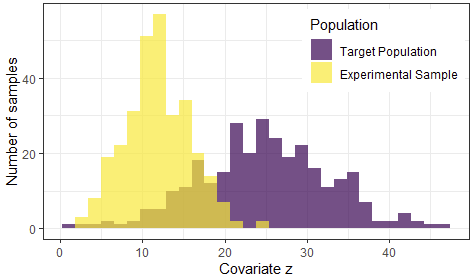 Population
Target Population
Experimental Sample
Number of samples
40
20
0
0
10
20
30
40
Covariate z